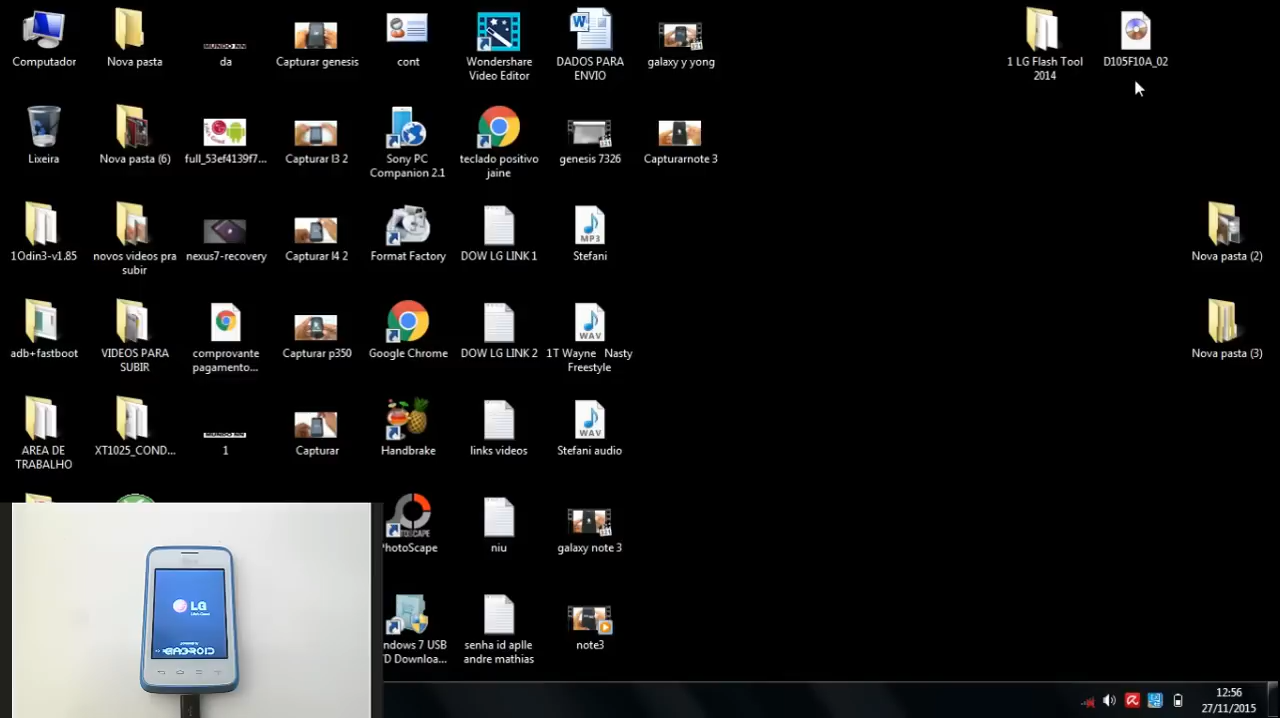 Computador
Nova pasta
da
Capturar genesis
cont
Wondershare
Video Editor
DADOS PARA
ENVIO
galaxy y yong
1 LG Flash Tool
2014
D105F10A_02
Lixeira
Nova pasta (6)
full_53ef4139f7...
Capturar l3 2
Sony PC
Companion 2.1
teclado positivo
jaine
genesis 7326
Capturarnote 3
1Odin3-v1.85
novos videos pra
subir
nexus7-recovery
Capturar l4 2
Format Factory
DOW LG LINK 1
MP3
Stefani
Nova pasta (2)
adb+fastboot
VIDEOS PARA
SUBIR
comprovante
pagamento...
Capturar p350
Google Chrome
DOW LG LINK 2
WAV
1T Wayne Nasty
Freestyle
Nova pasta (3)
AREA DE
TRABALHO
XT1025_COND...
MUNDO NN
1
Capturar
Handbrake
links videos
WAV
Stefani audio
PhotoScape
niu
galaxy note 3
ndows 7 USB
D Downloa...
senha id aplle
andre mathias
note3
LG
12:56
27/11/2015